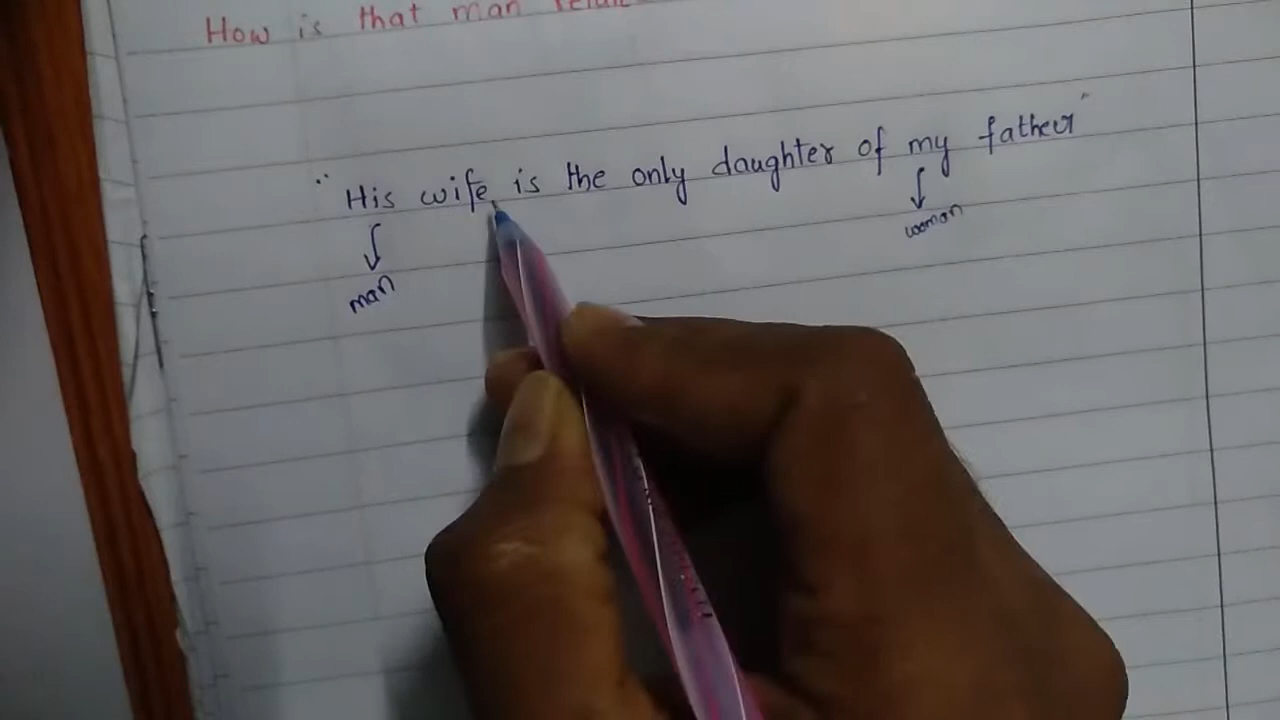 How is that man
"His wife is the only daughter of my father"
man
woman